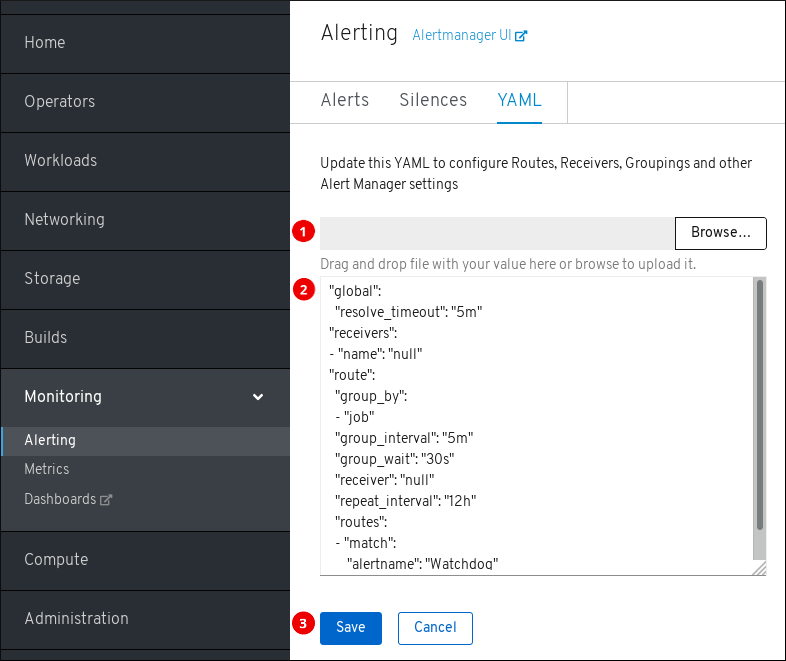 Home
Operators
Workloads
Networking
Storage
Builds
Monitoring
Alerting
Metrics
Dashboards
Compute
Administration
Alerting Alertmanager UI
Alerts Silences YAML
Update this YAML to configure Routes, Receivers, Groupings and other
Alert Manager settings
1 Browse...
Drag and drop file with your value here or browse to upload it.
2 "global":
"resolve_timeout": "5m"
"receivers":
- "name": "null"
"route":
"group_by":
- "job"
"group_interval": "5m"
"group_wait": "30s"
"receiver": "null"
"repeat_interval": "12h"
"routes":
- "match":
"alertname": "Watchdog"
3 Save Cancel